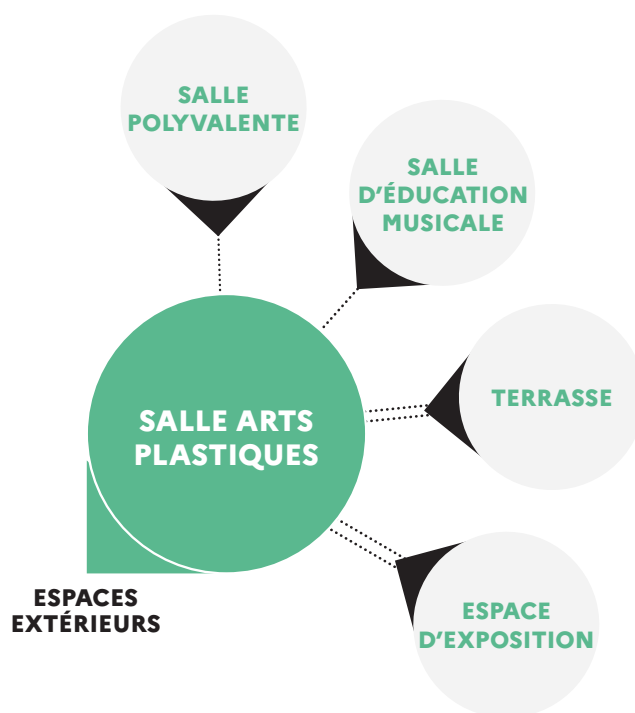 SALLE
POLYVALENTE
SALLE
D'ÉDUCATION
MUSICALE
TERRASSE
SALLE ARTS
PLASTIQUES
ESPACES
EXTÉRIEURS
ESPACE
D'EXPOSITION